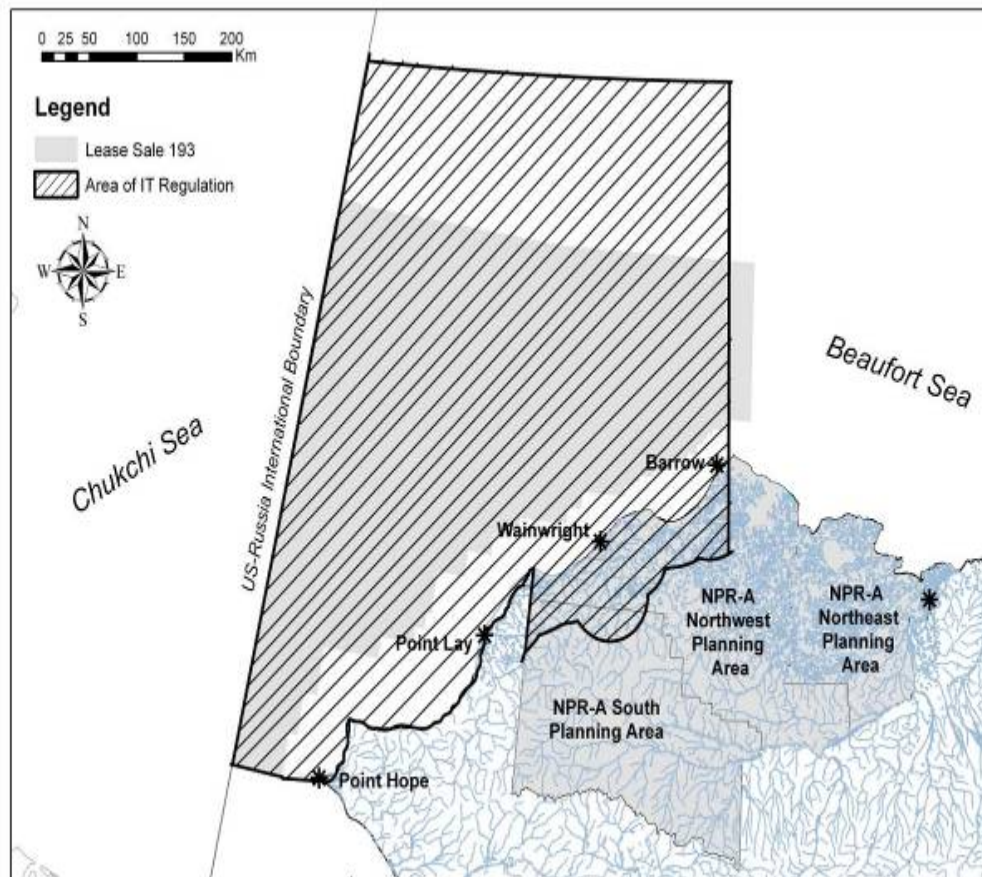 0 25 50 100 150 200
Km
Legend
Lease Sale 193
Area of IT Regulation
N
W E
S
US-Russia International Boundary
Chukchi Sea
Beaufort Sea
Barrow
Wainwright
Point Lay
Point Hope
NPR-A
Northwest
Planning
Area
NPR-A
Northeast
Planning
Area
NPR-A South
Planning Area